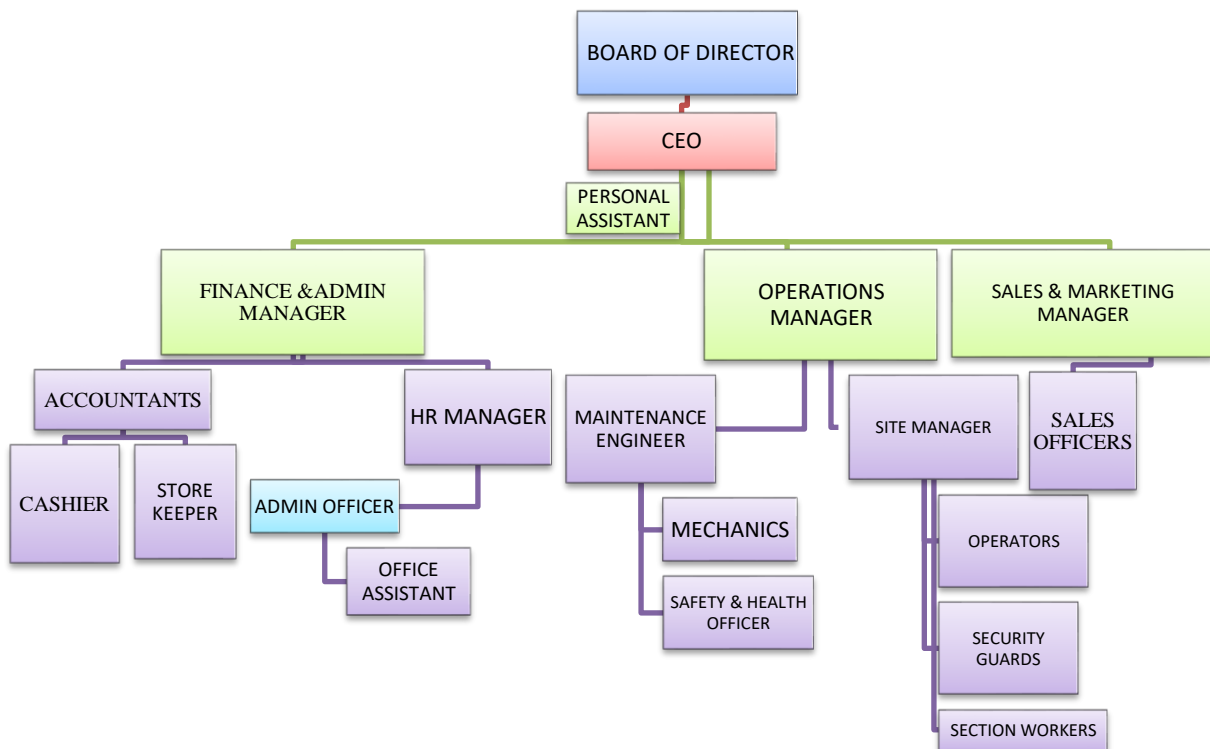 BOARD OF DIRECTOR
CEO
PERSONAL
ASSISTANT
FINANCE &ADMIN
MANAGER
OPERATIONS
MANAGER
SALES & MARKETING
MANAGER
ACCOUNTANTS
HR MANAGER
MAINTENANCE
ENGINEER
SITE MANAGER
SALES
OFFICERS
CASHIER
STORE
KEEPER
ADMIN OFFICER
OFFICE
ASSISTANT
MECHANICS
SAFETY & HEALTH
OFFICER
OPERATORS
SECURITY
GUARDS
SECTION WORKERS